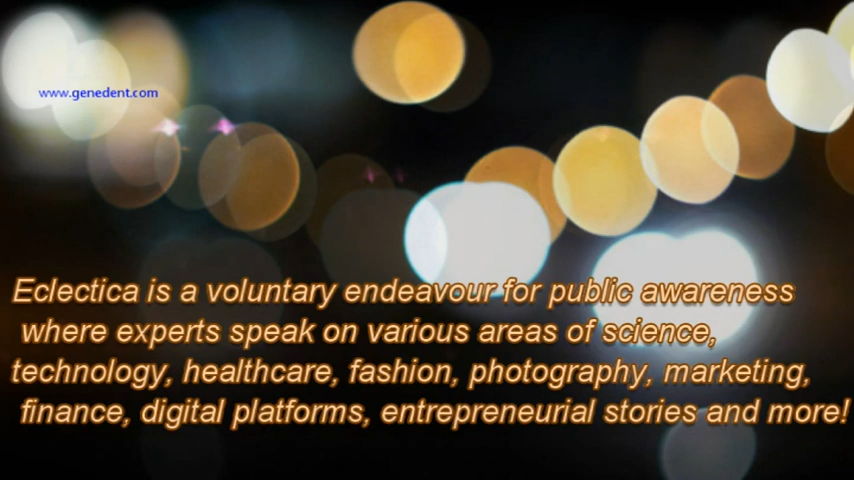 www.genedent.com
Eclectica is a voluntary endeavour for public awareness
where experts speak on various areas of science,
technology, healthcare, fashion, photography, marketing,
finance, digital platforms, entrepreneurial stories and more!